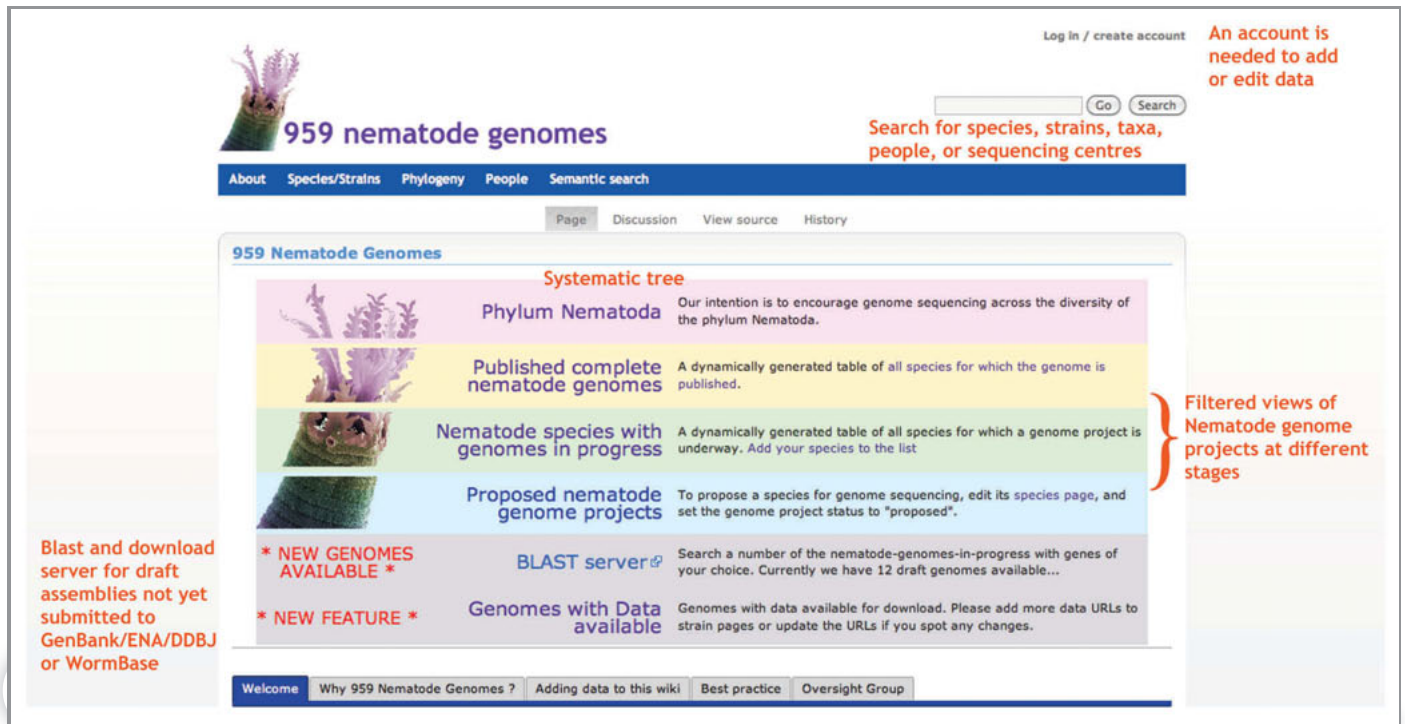 Log in / create account
An account is
needed to add
or edit data
Go Search
959 nematode genomes
Search for species, strains, taxa,
people, or sequencing centres
About Species/Strains Phylogeny People Semantic search
Page Discussion View source History
959 Nematode Genomes
Systematic tree
Phylum Nematoda
Our intention is to encourage genome sequencing across the diversity of
the phylum Nematoda.
Published complete
nematode genomes
A dynamically generated table of all species for which the genome is
published.
Nematode species with
genomes in progress
A dynamically generated table of all species for which a genome project is
underway. Add your species to the list
Filtered views of
Nematode genome
projects at different
stages
Proposed nematode
genome projects
To propose a species for genome sequencing, edit its species page, and
set the genome project status to "proposed".
Blast and download
server for draft
assemblies not yet
submitted to
GenBank/ENA/DDBJ
or WormBase
* NEW GENOMES
AVAILABLE *
BLAST server
Search a number of the nematode-genomes-in-progress with genes of
your choice. Currently we have 12 draft genomes available...
* NEW FEATURE *
Genomes with Data
available
Genomes with data available for download. Please add more data URLs to
strain pages or update the URLs if you spot any changes.
Welcome Why 959 Nematode Genomes ? Adding data to this wiki Best practice Oversight Group